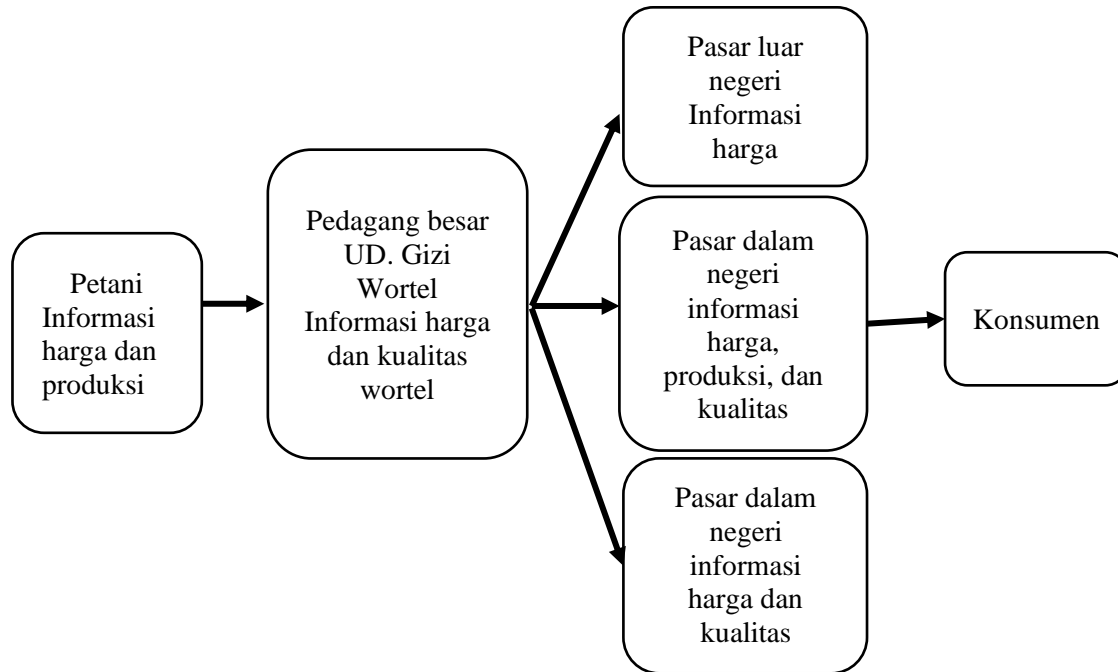 Petani
Informasi
harga dan
produksi
Pedagang besar
UD. Gizi
Wortel
Informasi harga
dan kualitas
wortel
Pasar luar
negeri
Informasi
harga
Pasar dalam
negeri
informasi
harga,
produksi, dan
kualitas
Pasar dalam
negeri
informasi
harga dan
kualitas
Konsumen